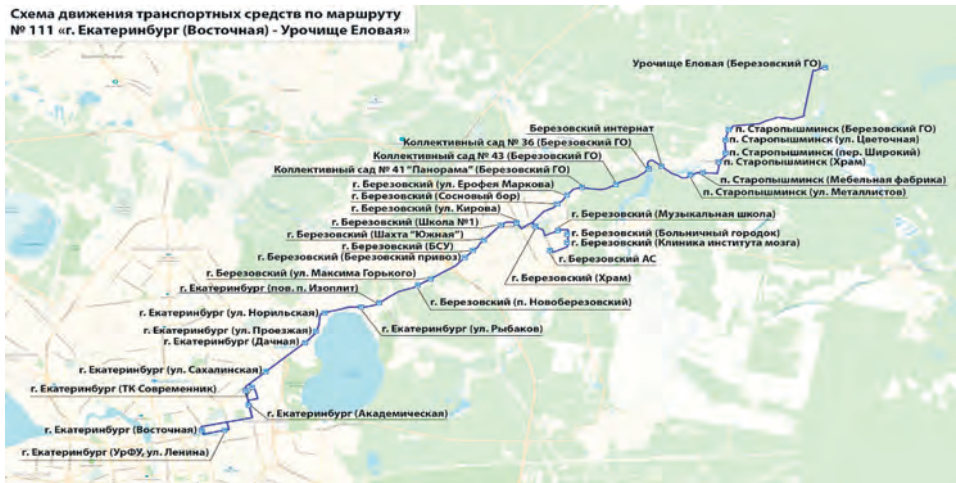 Схема движения транспортных средств по маршруту
№ 111 «г. Екатеринбург (Восточная) - Урочище Еловая»
Урочище Еловая (Березовский ГО)
Березовский интернат
п. Старопышминск (Березовский ГО)
п. Старопышминск (ул. Цветочная)
п. Старопышминск (пер. Широкий)
п. Старопышминск (Храм)
п. Старопышминск (Мебельная фабрика)
п. Старопышминск (ул. Металлистов)
Коллективный сад № 36 (Березовский ГО)
Коллективный сад № 43 (Березовский ГО)
Коллективный сад № 41 "Панорама" (Березовский ГО)
г. Березовский (ул. Ерофея Маркова)
г. Березовский (Сосновый бор)
г. Березовский (ул. Кирова)
г. Березовский (Школа №1)
г. Березовский (Шахта "Южная")
г. Березовский (БСУ)
г. Березовский (Березовский привоз)
г. Березовский (Музыкальная школа)
г. Березовский (Больничный городок)
г. Березовский (Клиника института мозга)
г. Березовский АС
г. Березовский (Храм)
г. Березовский (ул. Максима Горького)
г. Екатеринбург (пов. п. Изоплит)
г. Березовский (п. Новоберезовский)
г. Екатеринбург (ул. Норильская)
г. Екатеринбург (ул. Рыбаков)
г. Екатеринбург (ул. Проезжая)
г. Екатеринбург (Дачная)
г. Екатеринбург (ул. Сахалинская)
г. Екатеринбург (ТК Современник)
г. Екатеринбург (Академическая)
г. Екатеринбург (Восточная)
г. Екатеринбург (УрФУ, ул. Ленина)